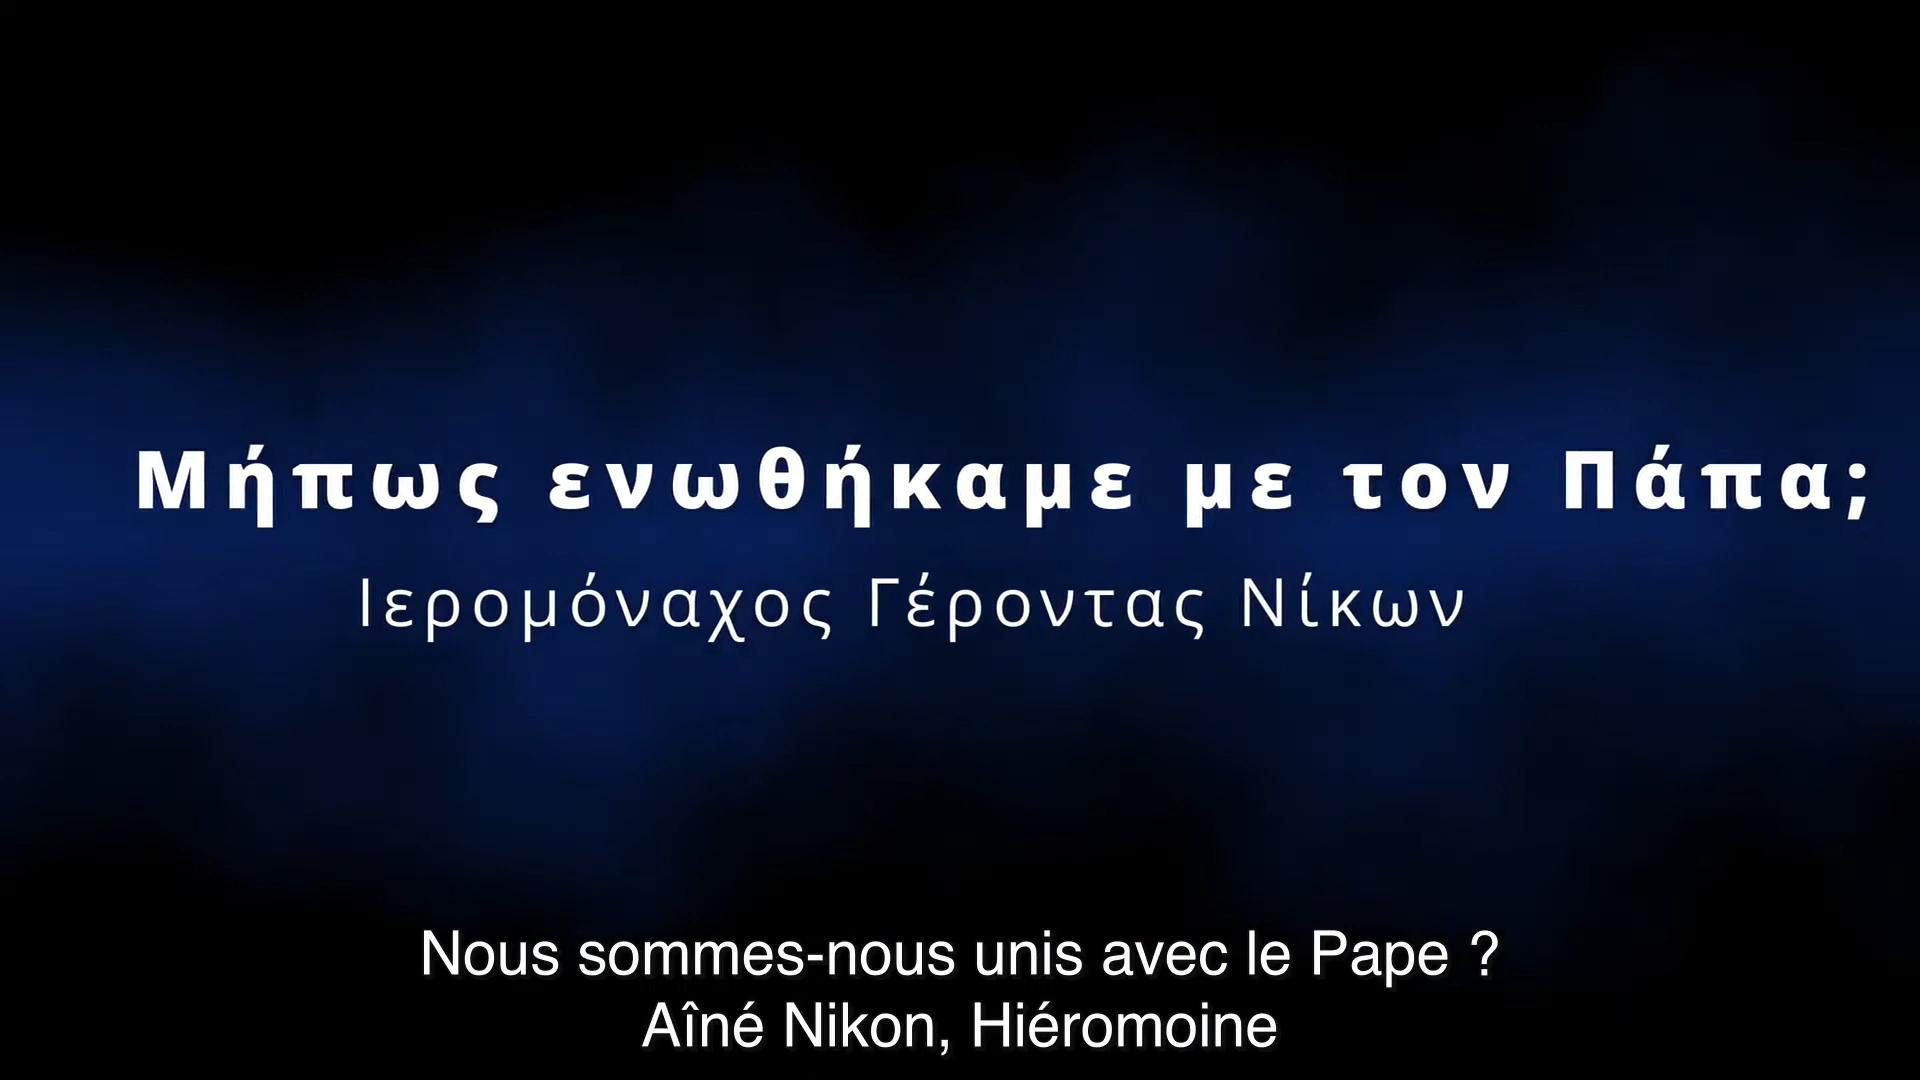 Μήπως ενωθήκαμε με τον Πάπα;
Ιερομόναχος Γέροντας Νίκων
Nous sommes-nous unis avec le Pape ?
Aîné Nikon, Hiéromoine